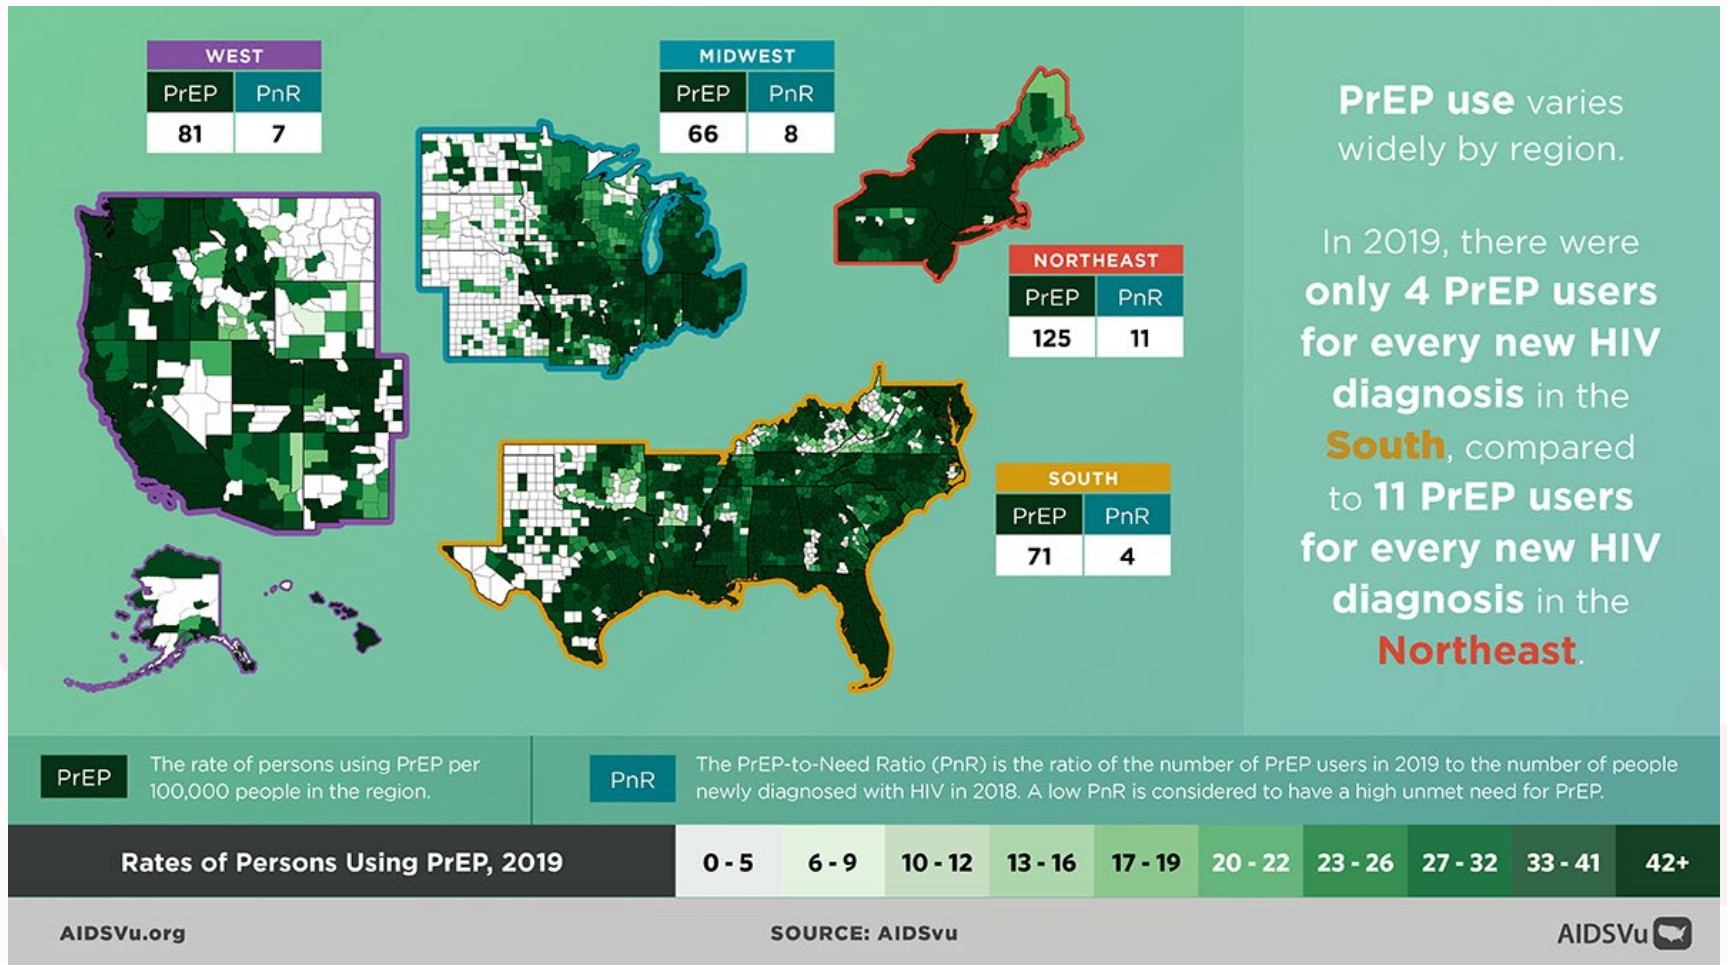 WEST
PrEP PnR
81 7
MIDWEST
PrEP PnR
66 8
NORTHEAST
PrEP PnR
125 11
SOUTH
PrEP PnR
71 4
PrEP use varies
widely by region.
In 2019, there were
only 4 PrEP users
for every new HIV
diagnosis in the
South, compared
to 11 PrEP users
for every new HIV
diagnosis in the
Northeast.
PrEP
The rate of persons using PrEP per
100,000 people in the region.
PnR
The PrEP-to-Need Ratio (PnR) is the ratio of the number of PrEP users in 2019 to the number of people
newly diagnosed with HIV in 2018. A low PnR is considered to have a high unmet need for PrEP.
Rates of Persons Using PrEP, 2019 0 - 5 6 - 9 10 - 12 13 - 16 17 - 19 20 - 22 23 - 26 27 - 32 33 - 41 42+
AIDSVu.org SOURCE: AIDSvu AIDSVu